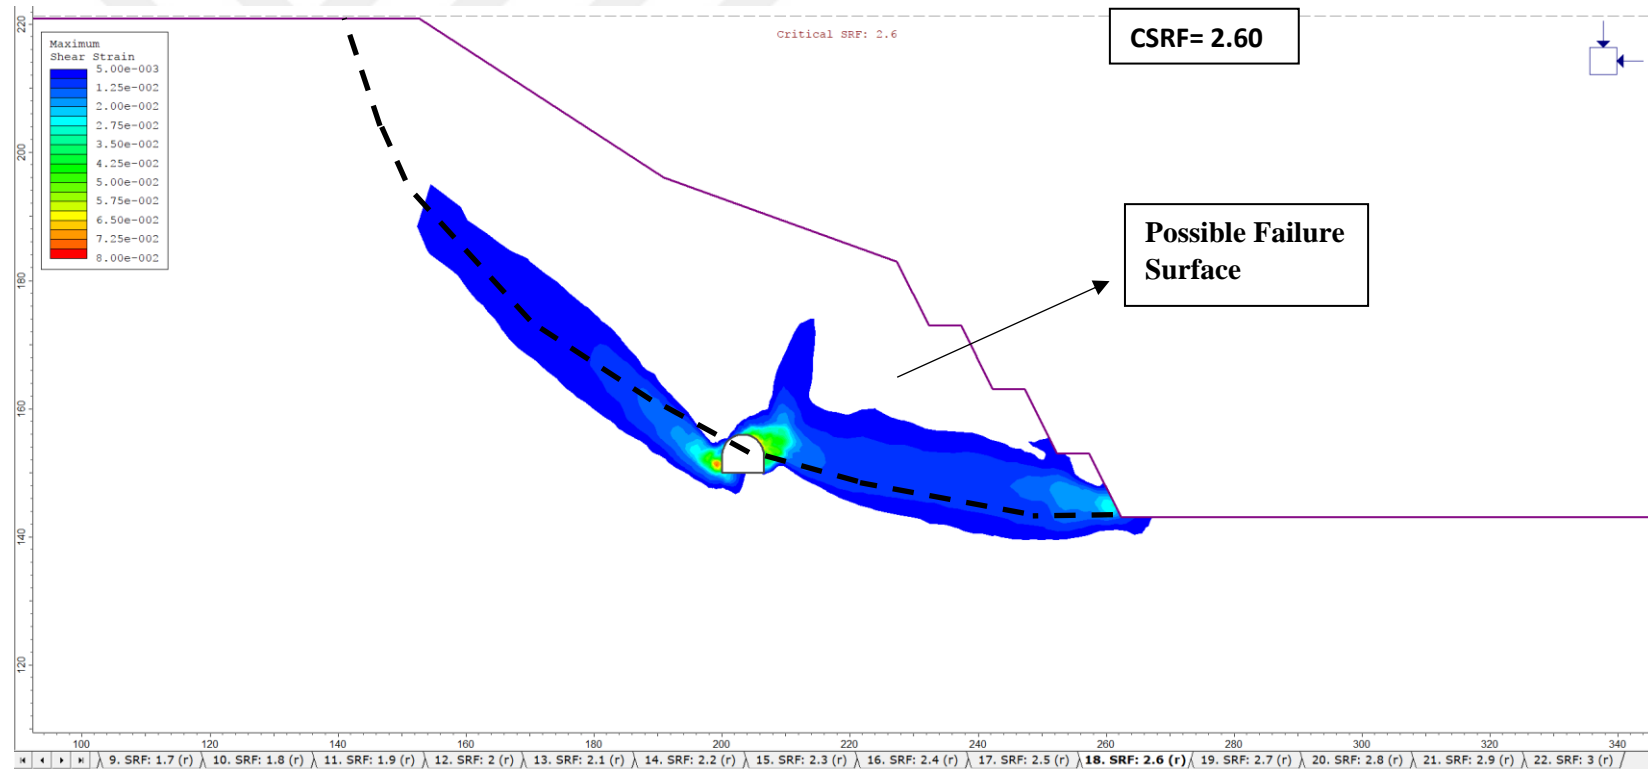 Critical SRF: 2.6
CSRF= 2.60
Maximum
Shear Strain
5.00e-003
1.25e-002
2.00e-002
2.75e-002
3.50e-002
4.25e-002
5.00e-002
5.75e-002
6.50e-002
7.25e-002
8.00e-002
Possible Failure
Surface
220
200
180
160
140
120
100 120 140 160 180 200 220 240 260 280 300 320 340
9. SRF: 1.7 (r) 10. SRF: 1.8 (r) 11. SRF: 1.9 (r) 12. SRF: 2 (r) 13. SRF: 2.1 (r) 14. SRF: 2.2 (r) 15. SRF: 2.3 (r) 16. SRF: 2.4 (r) 17. SRF: 2.5 (r) 18. SRF: 2.6 (r) 19. SRF: 2.7 (r) 20. SRF: 2.8 (r) 21. SRF: 2.9 (r) 22. SRF: 3 (r)